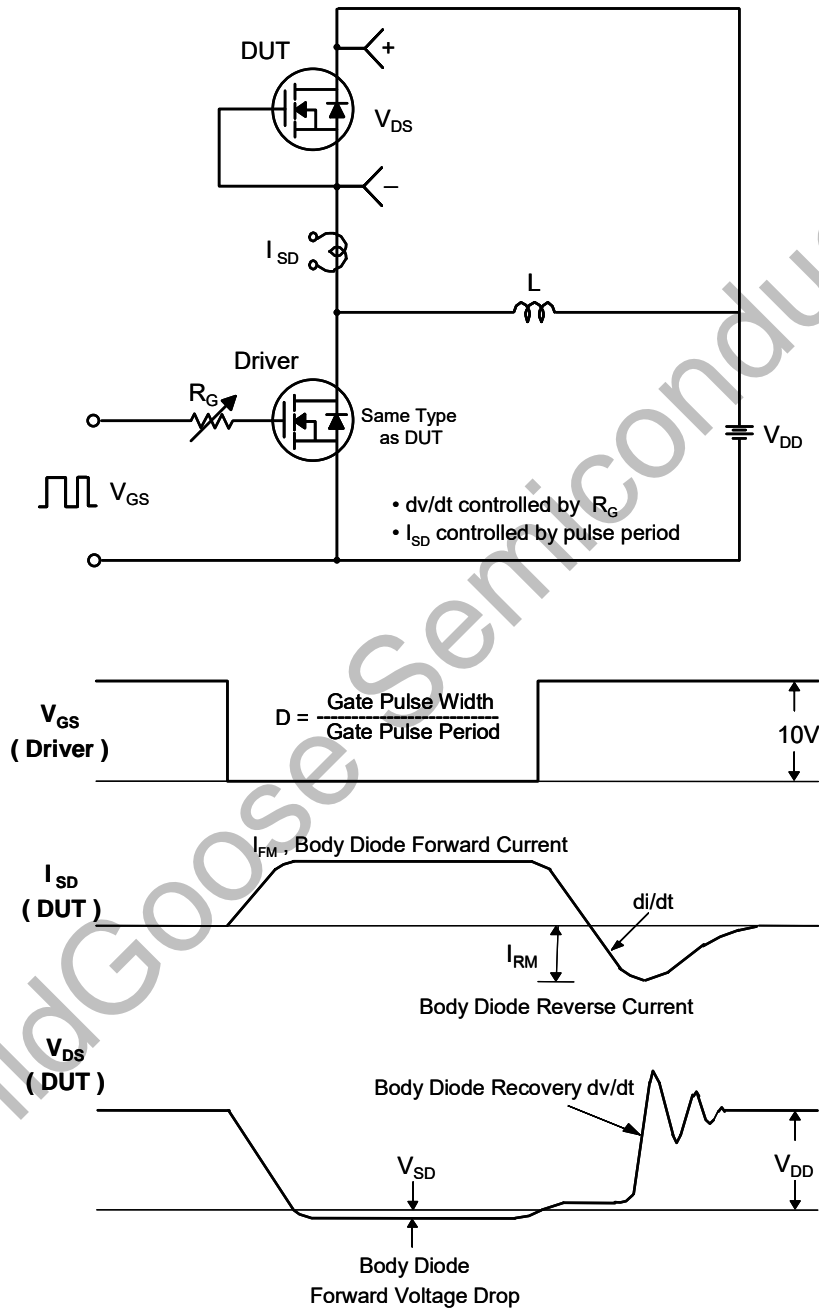 DUT
+
V_DS
–
I_SD
L
Driver
R_G
Same Type
as DUT
V_DD
V_GS
• dv/dt controlled by R_G
• I_SD controlled by pulse period
V_GS
( Driver )
D = Gate Pulse Width
Gate Pulse Period
10V
I_FM , Body Diode Forward Current
I_SD
( DUT )
di/dt
I_RM
Body Diode Reverse Current
V_DS
( DUT )
Body Diode Recovery dv/dt
V_SD
V_DD
Body Diode
Forward Voltage Drop
ildGoose Semicondu